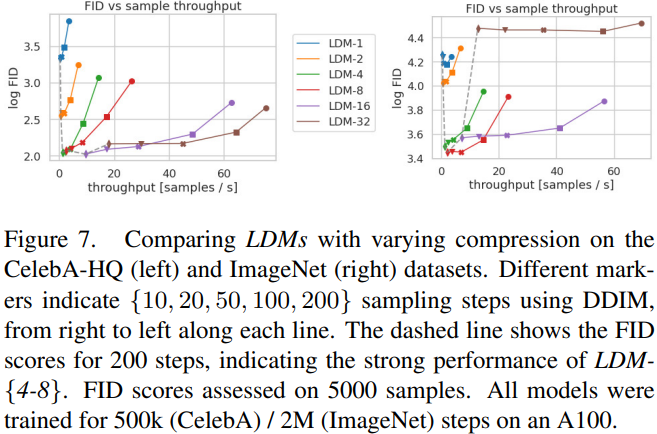 FID vs sample throughput
log FID
3.5
3.0
2.5
2.0
0
20
40
60
throughput [samples / s]
LDM-1
LDM-2
LDM-4
LDM-8
LDM-16
LDM-32
FID vs sample throughput
log FID
4.4
4.2
4.0
3.8
3.6
3.4
0
20
40
60
throughput [samples / s]
Figure 7. Comparing LDMs with varying compression on the
CelebA-HQ (left) and ImageNet (right) datasets. Different mark-
ers indicate {10, 20, 50, 100, 200} sampling steps using DDIM,
from right to left along each line. The dashed line shows the FID
scores for 200 steps, indicating the strong performance of LDM-
{4-8}. FID scores assessed on 5000 samples. All models were
trained for 500k (CelebA) / 2M (ImageNet) steps on an A100.